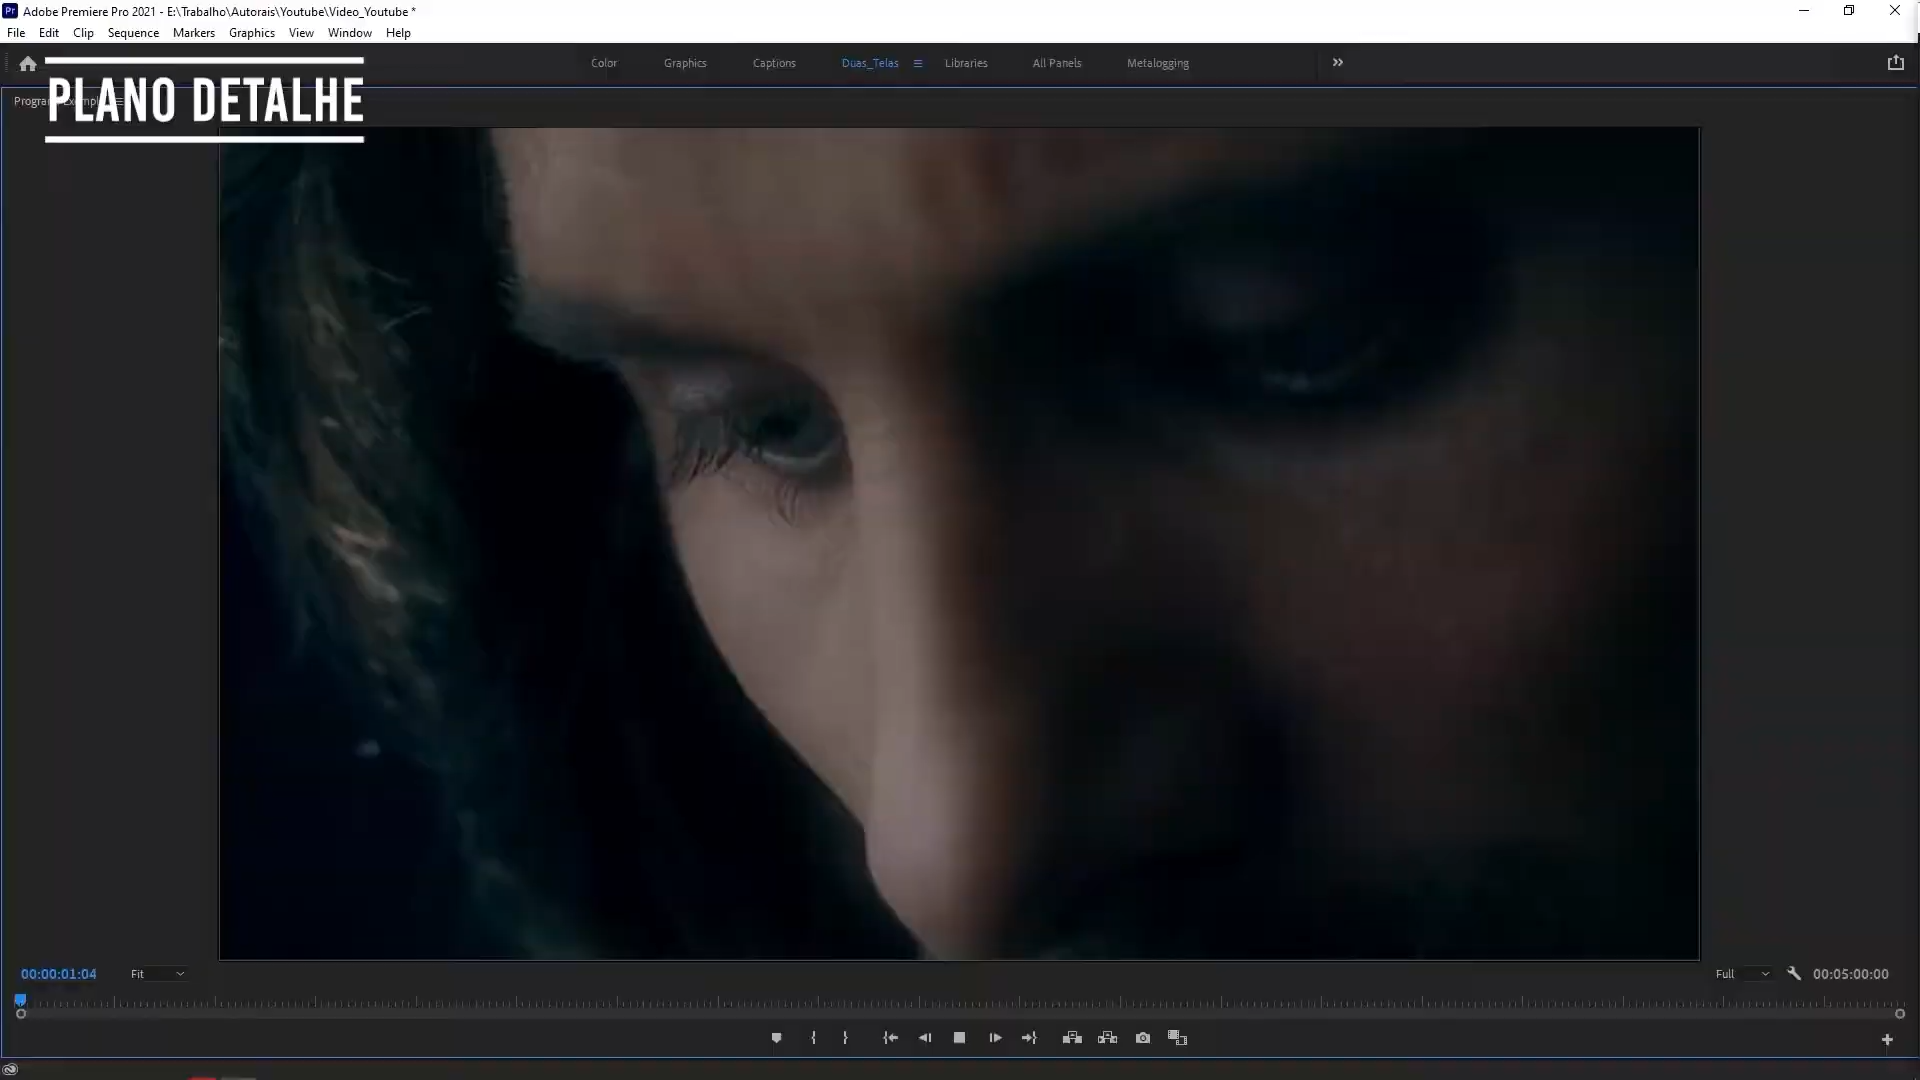 Adobe Premiere Pro 2021 - E:\Trabalho\Autorais\Youtube\Video_Youtube *
File Edit Clip Sequence Markers Graphics View Window Help
Color Graphics Captions Duas_Telas Libraries All Panels Metalogging
PLANO DETALHE
00:00:01:04 Fit Full 00:05:00:00